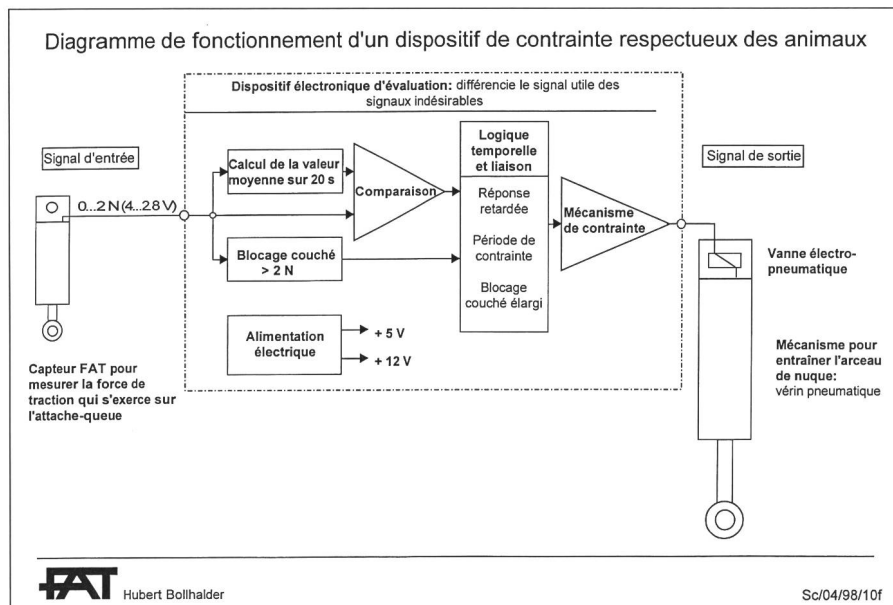 Diagramme de fonctionnement d'un dispositif de contrainte respectueux des animaux
Dispositif électronique d'évaluation: différencie le signal utile des
signaux indésirables
Signal d'entrée
0...2 N (4...28 V)
Capteur FAT pour
mesurer la force de
traction qui s'exerce sur
l'attache-queue
Calcul de la valeur
moyenne sur 20 s
Comparaison
Blocage couché
> 2 N
Alimentation
électrique
+ 5 V
+ 12 V
Logique
temporelle
et liaison
Réponse
retardée
Période de
contrainte
Blocage
couché élargi
Mécanisme
de contrainte
Signal de sortie
Vanne électro-
pneumatique
Mécanisme pour
entraîner l'arceau
de nuque:
vérin pneumatique
FAT
Hubert Bollhalder
Sc/04/98/10f